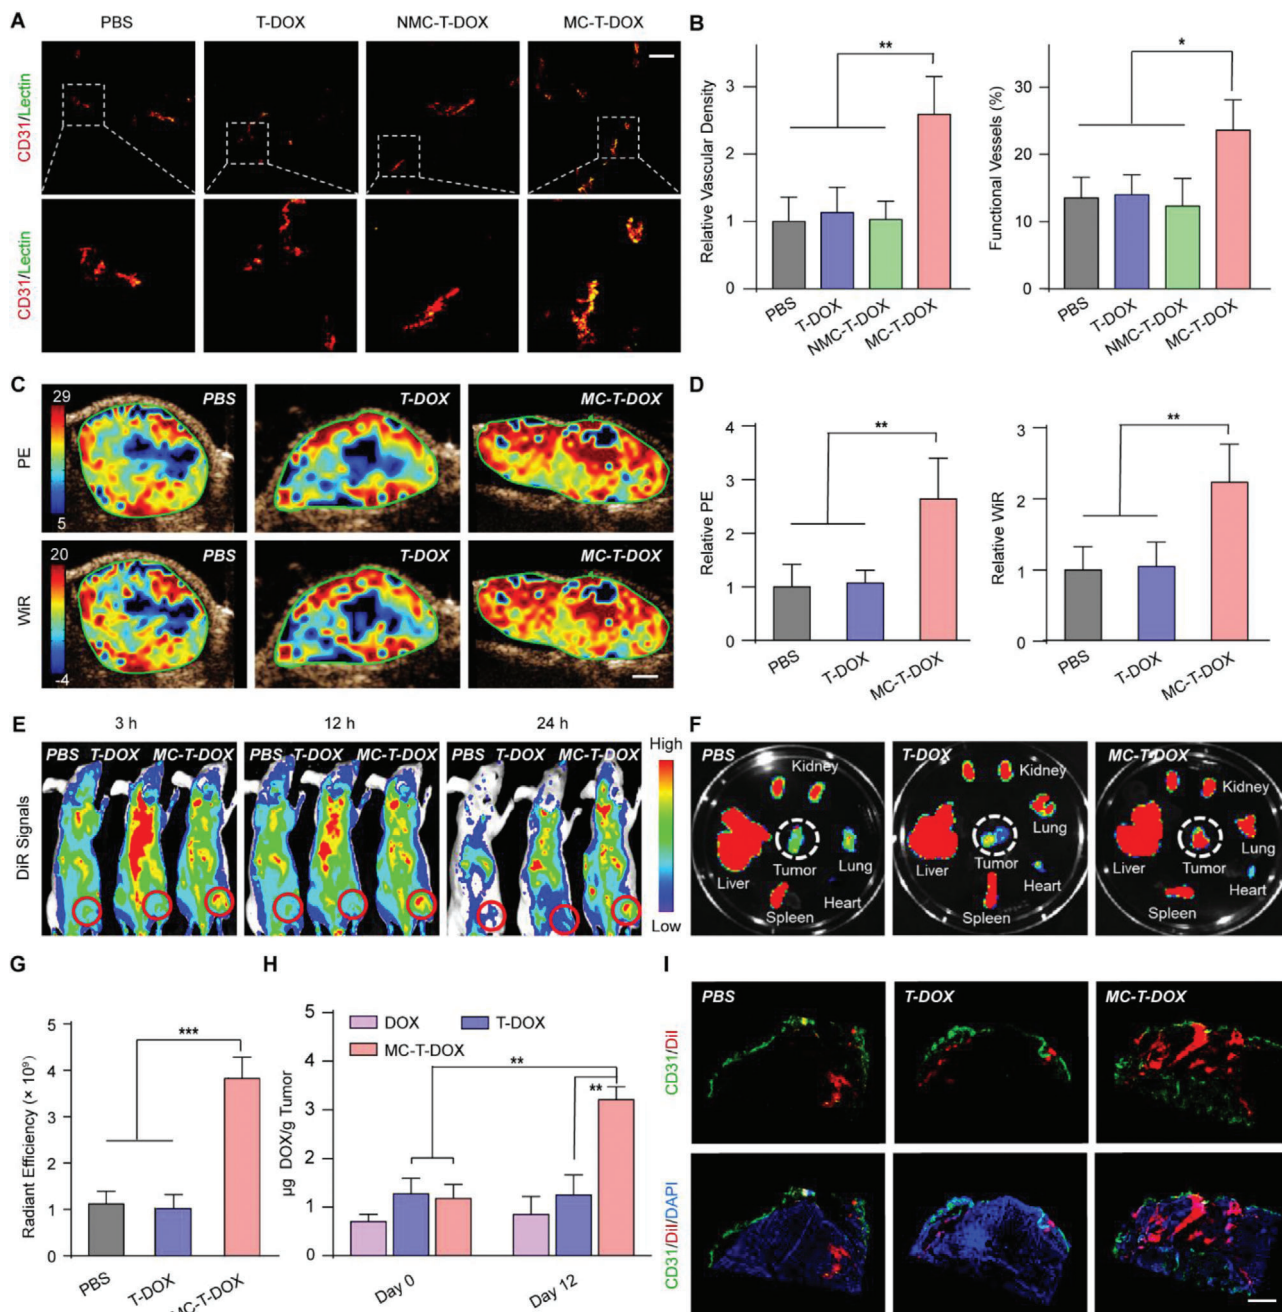 A
PBS
T-DOX
NMC-T-DOX
MC-T-DOX
CD31/Lectin
CD31/Lectin
B
Relative Vascular Density
3
2
1
0
**
PBS
T-DOX
NMC-T-DOX
MC-T-DOX
Functional Vessels (%)
30
20
10
0
*
PBS
T-DOX
NMC-T-DOX
MC-T-DOX
C
PE
29
5
PBS
T-DOX
MC-T-DOX
WiR
20
-4
PBS
T-DOX
MC-T-DOX
D
Relative PE
4
3
2
1
0
**
PBS
T-DOX
MC-T-DOX
Relative WiR
3
2
1
0
**
PBS
T-DOX
MC-T-DOX
E
3 h
12 h
24 h
DiR Signals
PBS T-DOX MC-T-DOX
PBS T-DOX MC-T-DOX
PBS T-DOX MC-T-DOX
High
Low
F
PBS
Kidney
Liver
Tumor
Lung
Heart
Spleen
T-DOX
Kidney
Lung
Liver
Tumor
Heart
Spleen
MC-T-DOX
Kidney
Lung
Liver
Tumor
Heart
Spleen
G
Radiant Efficiency (× 10⁹)
5
4
3
2
1
0
***
PBS
T-DOX
MC-T-DOX
H
µg DOX/g Tumor
5
4
3
2
1
0
DOX
T-DOX
MC-T-DOX
**
**
Day 0
Day 12
I
PBS
T-DOX
MC-T-DOX
CD31/DiI
CD31/DiI/DAPI